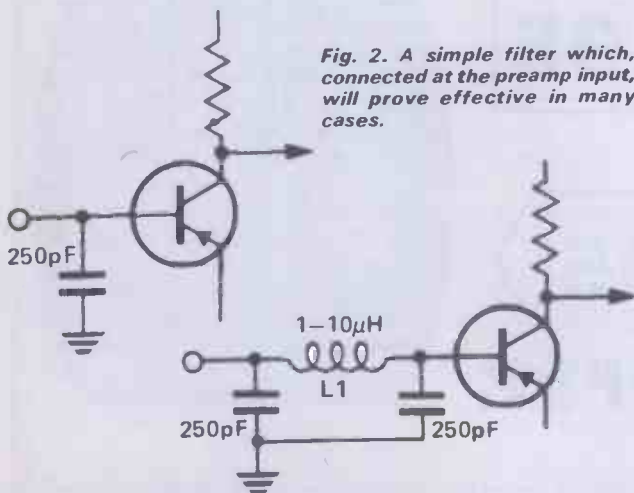 Fig. 2. A simple filter which,
connected at the preamp input,
will prove effective in many
cases.
250pF
1–10µH
L1
250pF
250pF